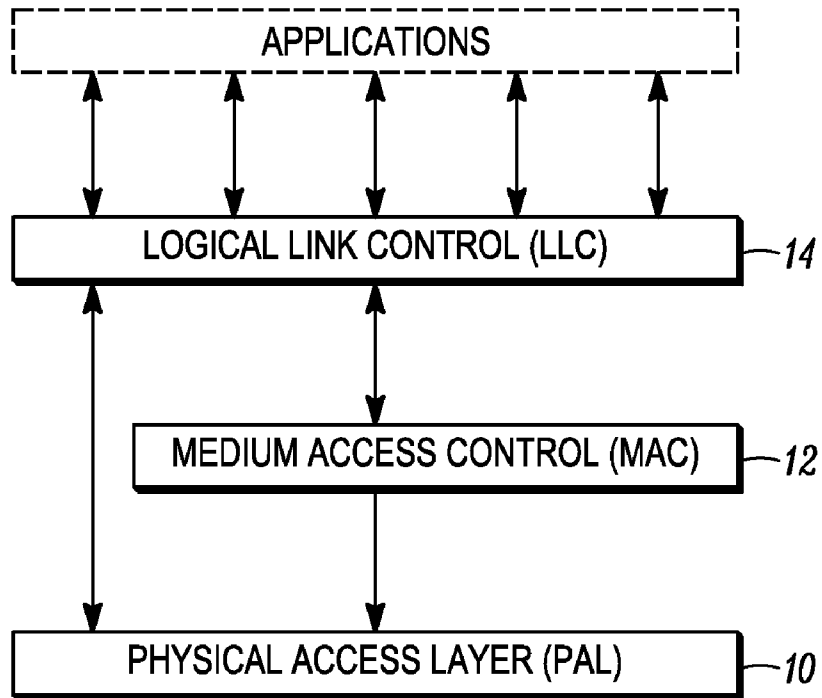 APPLICATIONS
LOGICAL LINK CONTROL (LLC) 14
MEDIUM ACCESS CONTROL (MAC) 12
PHYSICAL ACCESS LAYER (PAL) 10